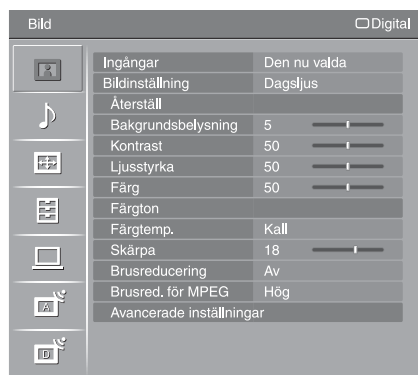 Bild Digital
Ingångar Den nu valda
Bildinställning Dagsljus
Återställ
Bakgrundsbelysning 5
Kontrast 50
Ljusstyrka 50
Färg 50
Färgton
Färgtemp. Kall
Skärpa 18
Brusreducering Av
Brusred. för MPEG Hög
Avancerade inställningar
A
D